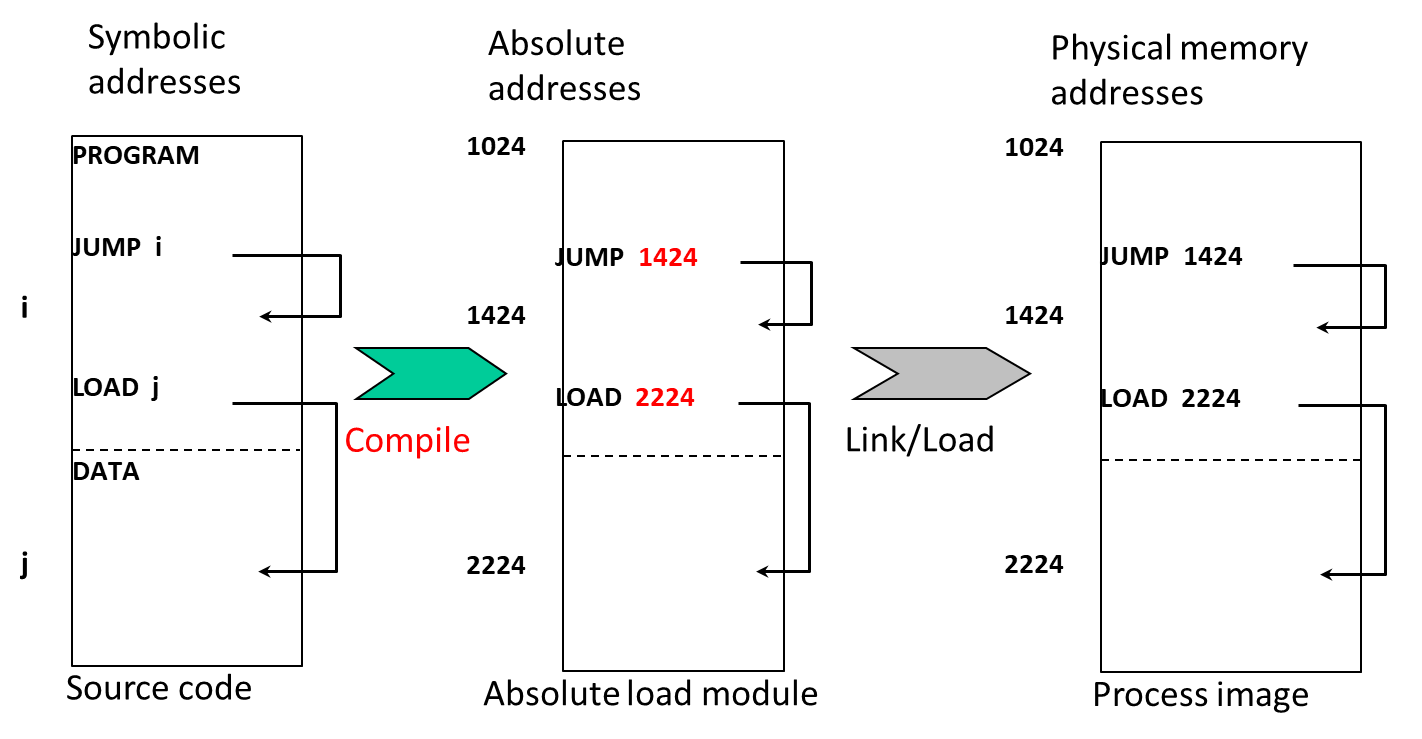 Symbolic
addresses
PROGRAM
JUMP i
i
LOAD j
DATA
j
Source code
Compile
Absolute
addresses
1024
JUMP 1424
1424
LOAD 2224
2224
Absolute load module
Link/Load
Physical memory
addresses
1024
JUMP 1424
1424
LOAD 2224
2224
Process image